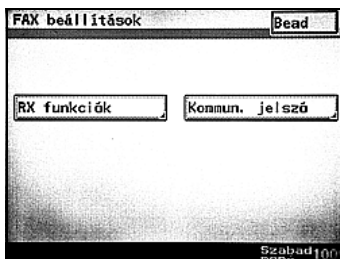 FAX beállítások
Bead
RX funkciók
Kommun. jelszó
Szabad 100